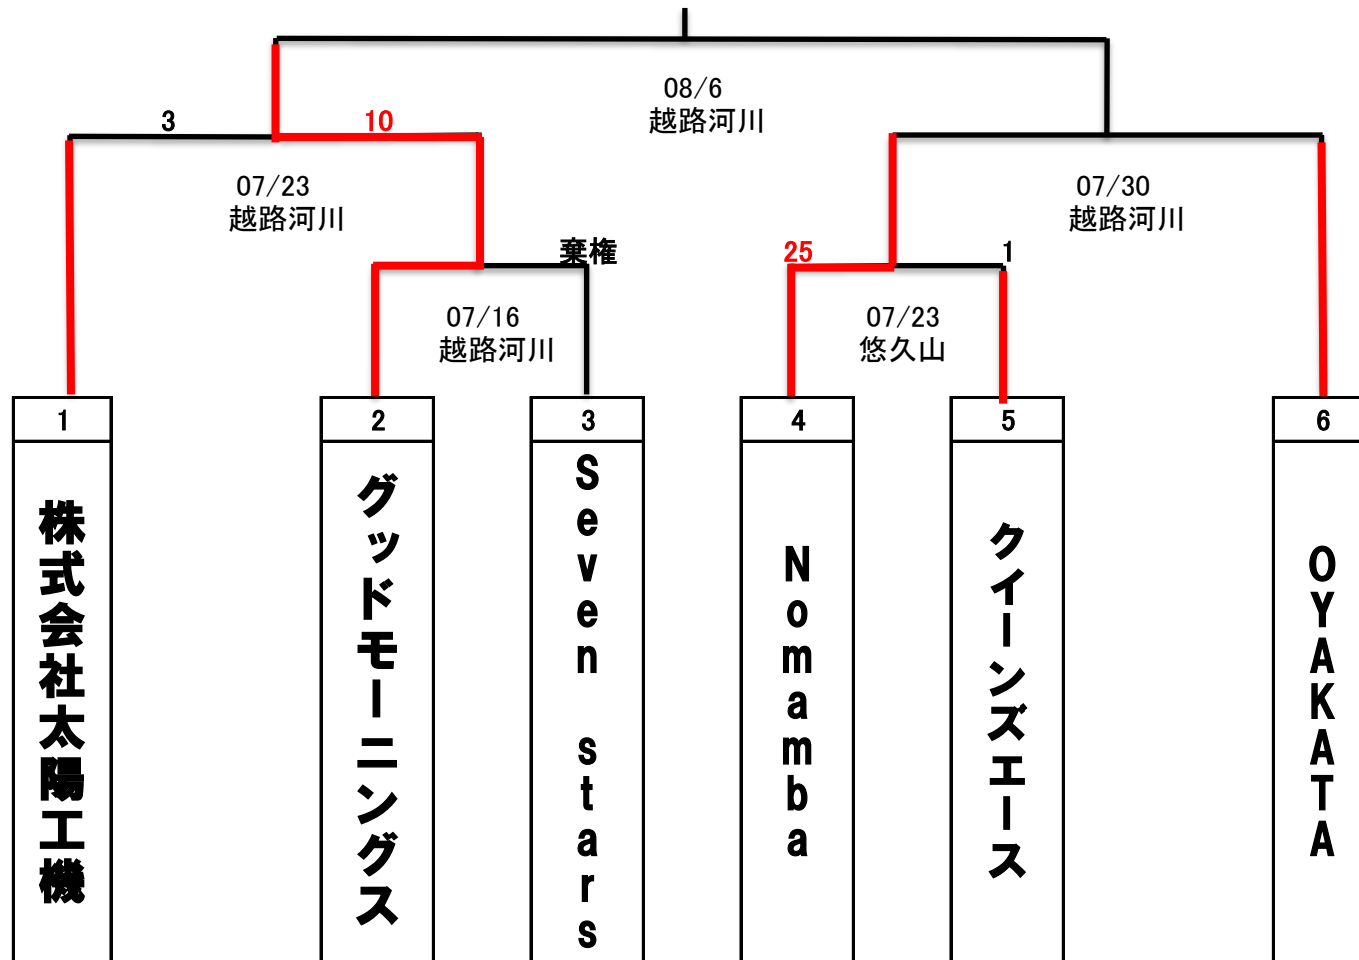 08/6
越路河川
3
10
07/23
越路河川
07/30
越路河川
棄権
25
1
07/16
越路河川
07/23
悠久山
1
2
3
4
5
6
株式会社太陽工機
グッドモーニングス
Seven stars
Nomamba
クイーンズエース
OYAKATA